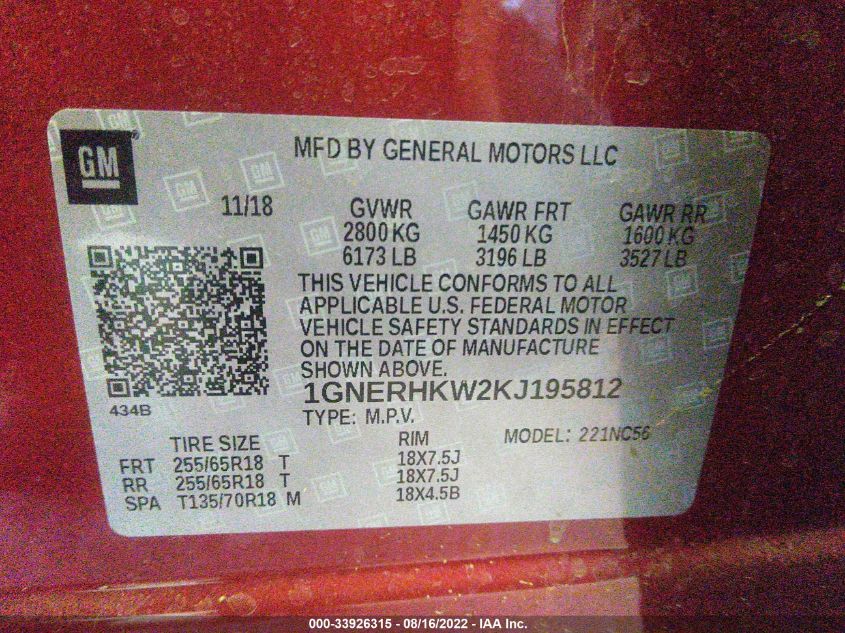 GM
MFD BY GENERAL MOTORS LLC
11/18 GVWR GAWR FRT GAWR RR
2800 KG 1450 KG 1600 KG
6173 LB 3196 LB 3527 LB
THIS VEHICLE CONFORMS TO ALL
APPLICABLE U.S. FEDERAL MOTOR
VEHICLE SAFETY STANDARDS IN EFFECT
ON THE DATE OF MANUFACTURE
SHOWN ABOVE.
1GNERHKW2KJ195812
434B
TYPE: M.P.V.
TIRE SIZE RIM MODEL: 221NC56
FRT 255/65R18 T 18X7.5J
RR 255/65R18 T 18X7.5J
SPA T135/70R18 M 18X4.5B
000-33926315 - 08/16/2022 - IAA Inc.